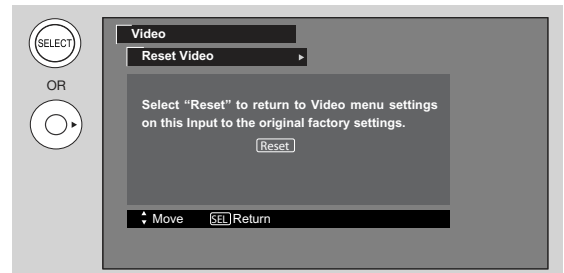 SELECT
OR
Video
Reset Video
Select “Reset” to return to Video menu settings
on this Input to the original factory settings.
Reset
Move SEL Return